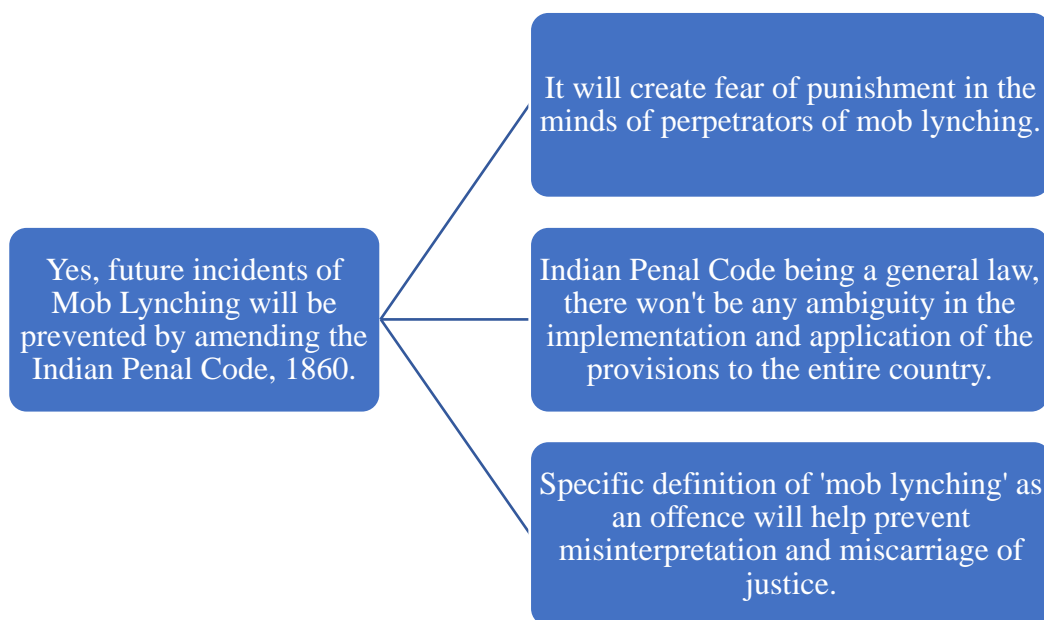 Yes, future incidents of
Mob Lynching will be
prevented by amending the
Indian Penal Code, 1860.
It will create fear of punishment in the
minds of perpetrators of mob lynching.
Indian Penal Code being a general law,
there won't be any ambiguity in the
implementation and application of the
provisions to the entire country.
Specific definition of 'mob lynching' as
an offence will help prevent
misinterpretation and miscarriage of
justice.